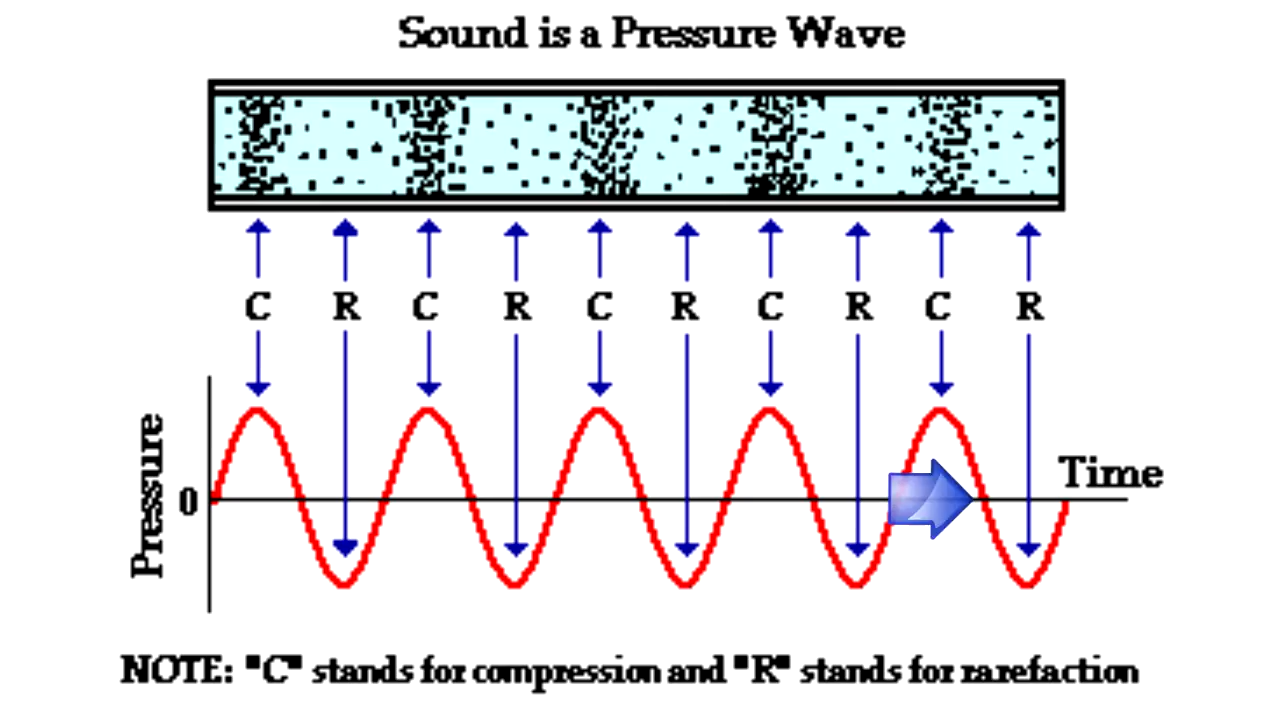 Sound is a Pressure Wave
C R C R C R C R C R
Pressure
0
Time
NOTE: "C" stands for compression and "R" stands for rarefaction